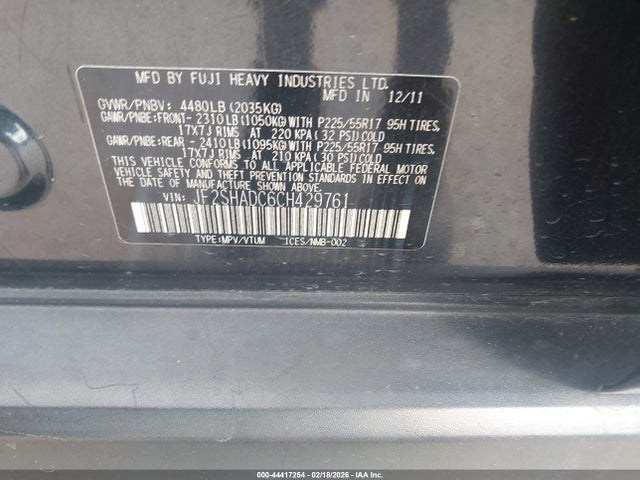 MFD BY FUJI HEAVY INDUSTRIES LTD.
MFD IN 12/11
GVWR/PNBV: 4480LB(2035KG)
GAWR/PNBE:FRONT- 2310LB(1050KG)WITH P225/55R17 95H TIRES,
17X7J RIMS AT 220 KPA(32 PSI)COLD
GAWR/PNBE:REAR - 2410LB(1095KG)WITH P225/55R17 95H TIRES,
17X7J RIMS AT 210 KPA(30 PSI)COLD
THIS VEHICLE CONFORMS TO ALL APPLICABLE FEDERAL MOTOR
VEHICLE SAFETY AND THEFT PREVENTION STANDARDS IN
EFFECT ON THE DATE OF MANUFACTURE SHOWN ABOVE.
VIN: JF2SHADC6CH429761
TYPE:MPV/VTUM ICES/NMB-002
000-44417254 - 02/18/2026 - IAA Inc.